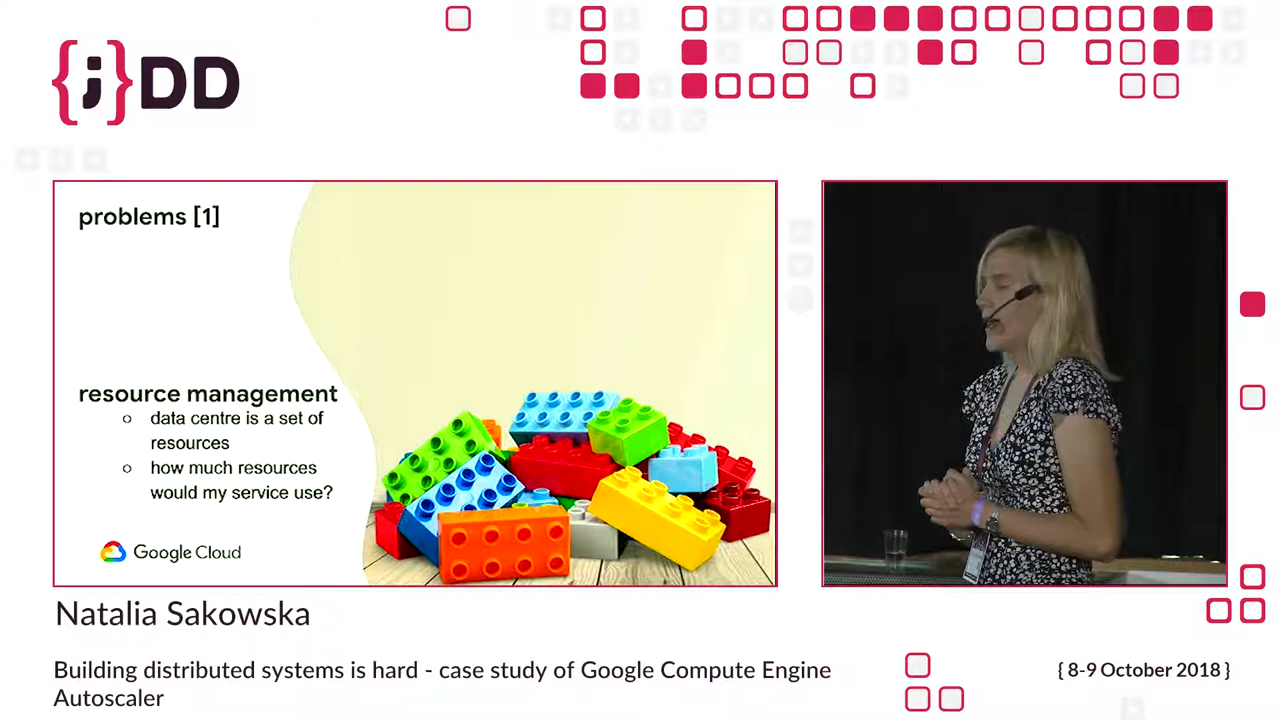 {;}DD
problems [1]
resource management
○ data centre is a set of
resources
○ how much resources
would my service use?
Google Cloud
Natalia Sakowska
Building distributed systems is hard - case study of Google Compute Engine
Autoscaler
{ 8-9 October 2018 }